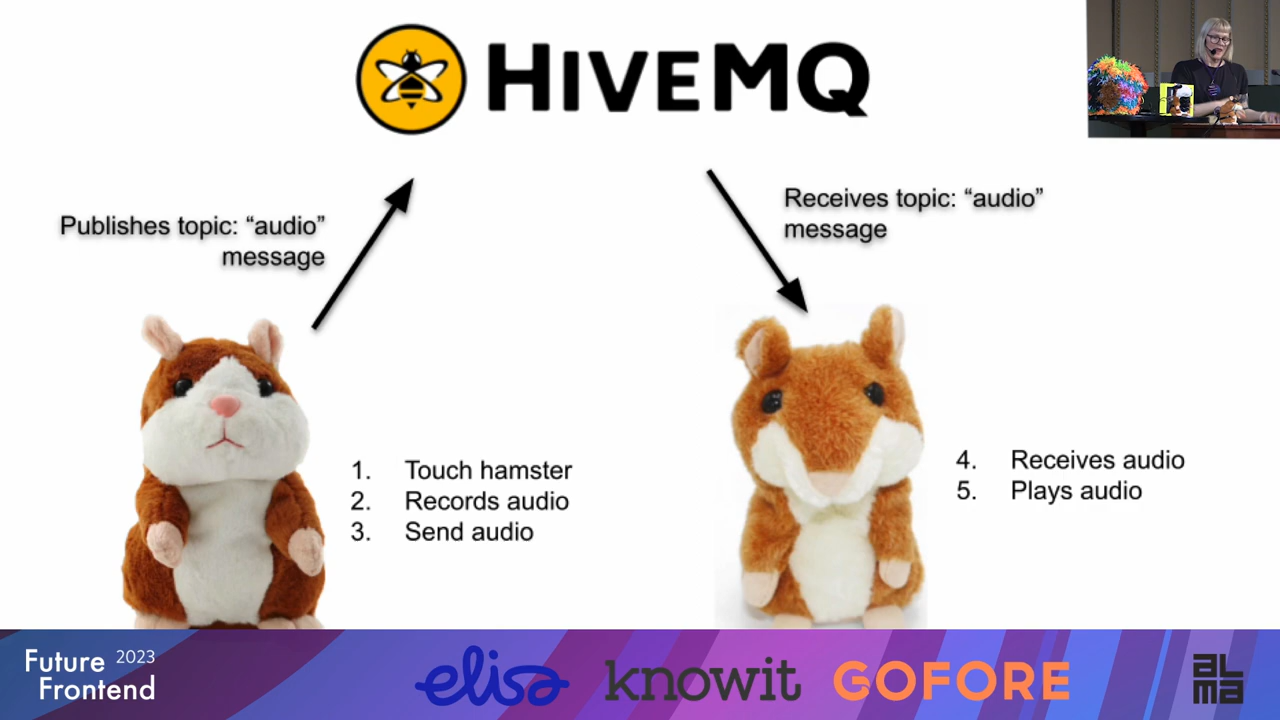 HIVEMQ
Publishes topic: “audio”
message
Receives topic: “audio”
message
1. Touch hamster
2. Records audio
3. Send audio
4. Receives audio
5. Plays audio
Future 2023
Frontend
elisa
knowit
GOFORE
alma